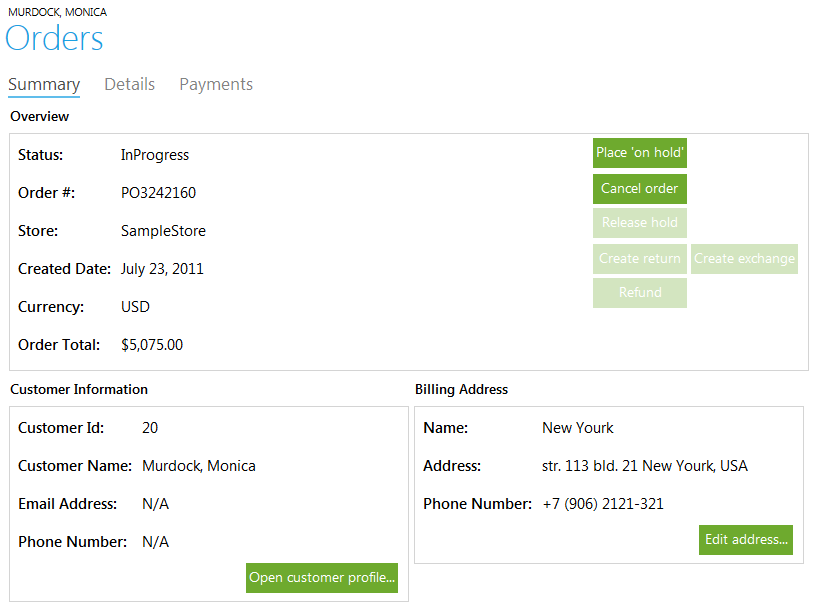 MURDOCK, MONICA
Orders
Summary Details Payments
Overview
Status: InProgress
Place 'on hold'
Order #: PO3242160
Cancel order
Store: SampleStore
Release hold
Created Date: July 23, 2011
Create return Create exchange
Currency: USD
Refund
Order Total: $5,075.00
Customer Information
Customer Id: 20
Customer Name: Murdock, Monica
Email Address: N/A
Phone Number: N/A
Open customer profile...
Billing Address
Name: New Yourk
Address: str. 113 bld. 21 New Yourk, USA
Phone Number: +7 (906) 2121-321
Edit address...